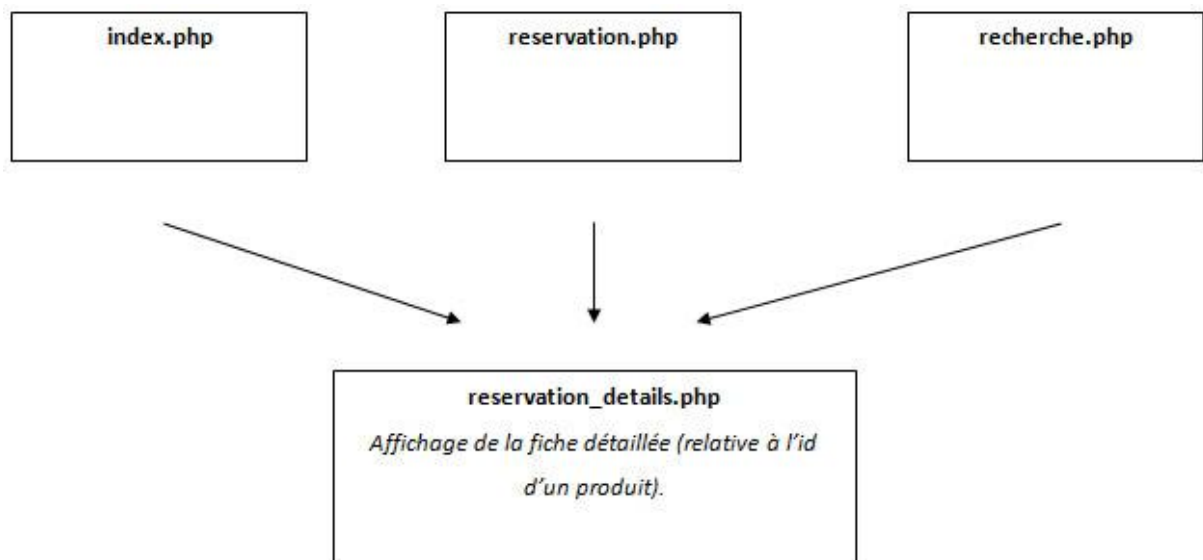 index.php
reservation.php
recherche.php
reservation_details.php
Affichage de la fiche détaillée (relative à l’id
d’un produit).